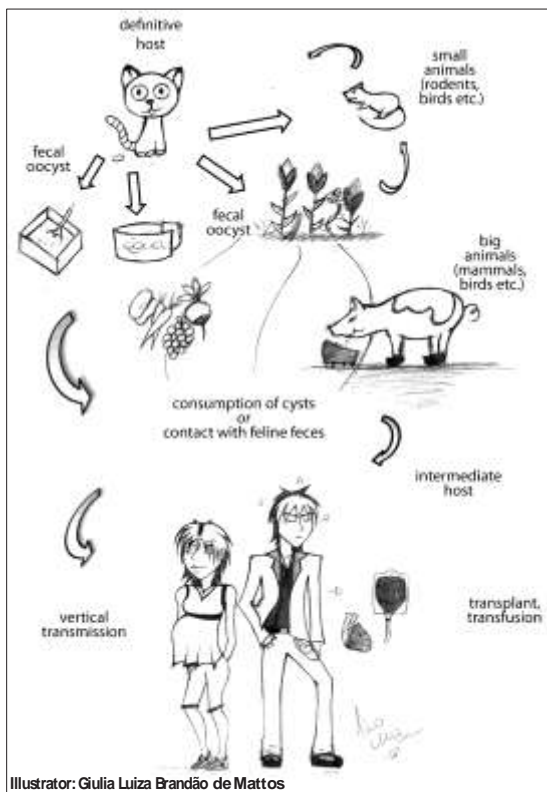 definitive
host
small
animals
(rodents,
birds etc.)
fecal
oocyst
fecal
oocyst
big
animals
(mammals,
birds etc.)
consumption of cysts
or
contact with feline feces
intermediate
host
vertical
transmission
transplant,
transfusion
Illustrator: Giulia Luiza Brandão de Mattos